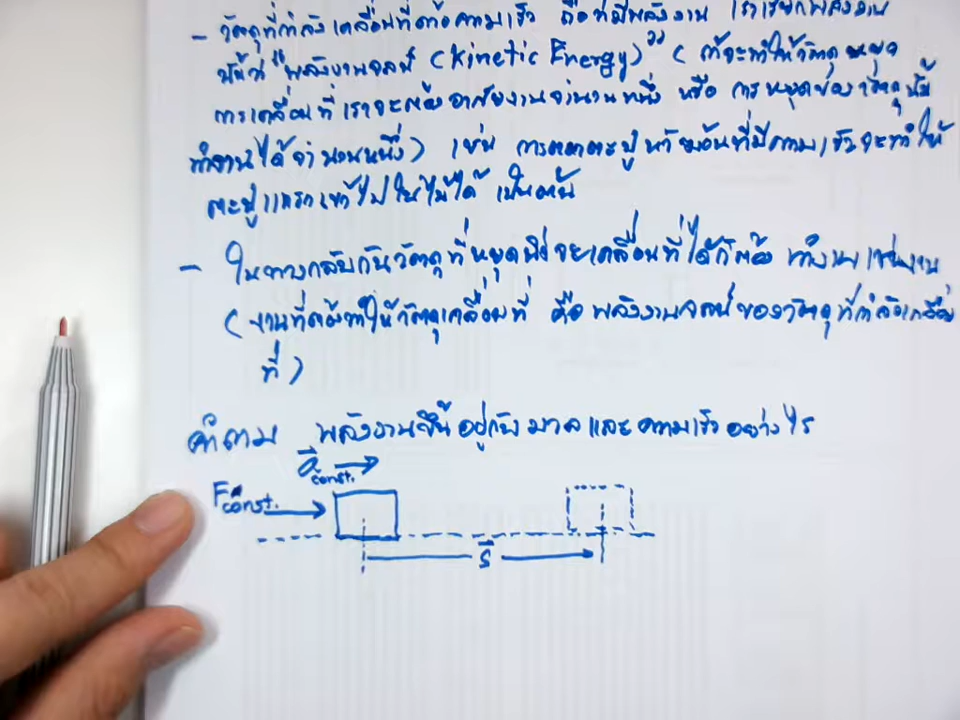 - วัตถุที่กำลังเคลื่อนที่ด้วยความเร็ว ถือว่ามีพลังงาน เราเรียกพลังงาน
นั้นว่า "พลังงานจลน์ (Kinetic Energy)" (ถ้าจะทำให้วัตถุหยุด
การเคลื่อนที่เราจะต้องอาศัยงานจำนวนหนึ่ง หรือ การหยุดของวัตถุนั้น
ทำงานได้จำนวนหนึ่ง) เช่น การตอกตะปู หัวฆ้อนที่มีความเร็วจะทำให้
ตะปูแทรกเข้าไปในไม้ได้ เป็นต้น
- ในทางกลับกันวัตถุที่หยุดนิ่งจะเคลื่อนที่ได้ก็ต้อง ทำงานเช่นกัน
(งานที่ต้องทำให้วัตถุเคลื่อนที่ คือ พลังงานจลน์ของวัตถุที่กำลังเคลื่อน
ที่)
คำถาม พลังงานขึ้นอยู่กับ มวล และ ความเร็ว อย่างไร
a const.
F const.
S